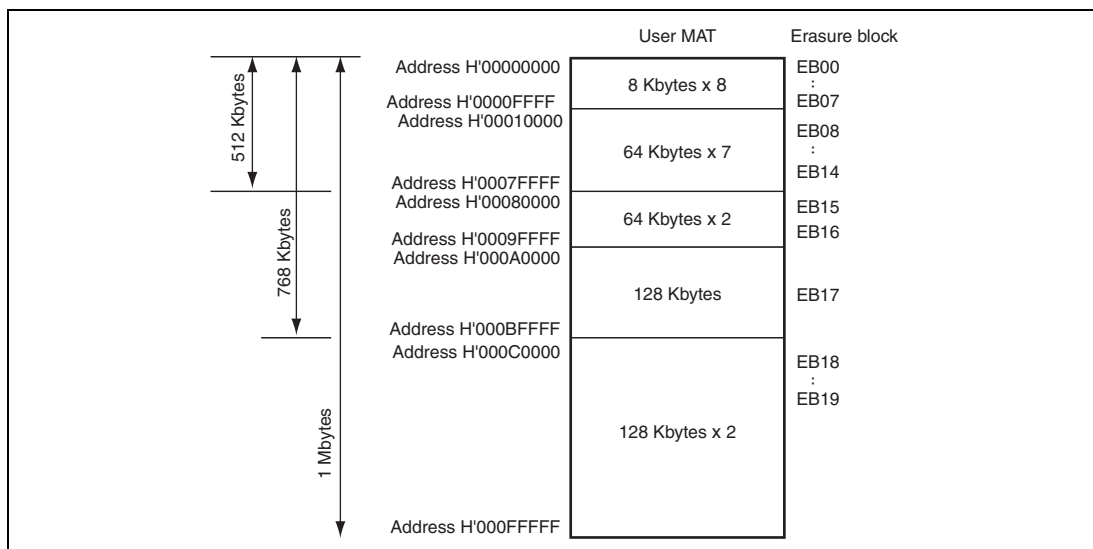 User MAT
Erasure block
Address H'00000000
EB00
:
8 Kbytes x 8
EB07
Address H'0000FFFF
Address H'00010000
EB08
:
64 Kbytes x 7
EB14
512 Kbytes
Address H'0007FFFF
Address H'00080000
EB15
64 Kbytes x 2
EB16
Address H'0009FFFF
Address H'000A0000
768 Kbytes
128 Kbytes
EB17
Address H'000BFFFF
Address H'000C0000
EB18
:
EB19
128 Kbytes x 2
1 Mbytes
Address H'000FFFFF